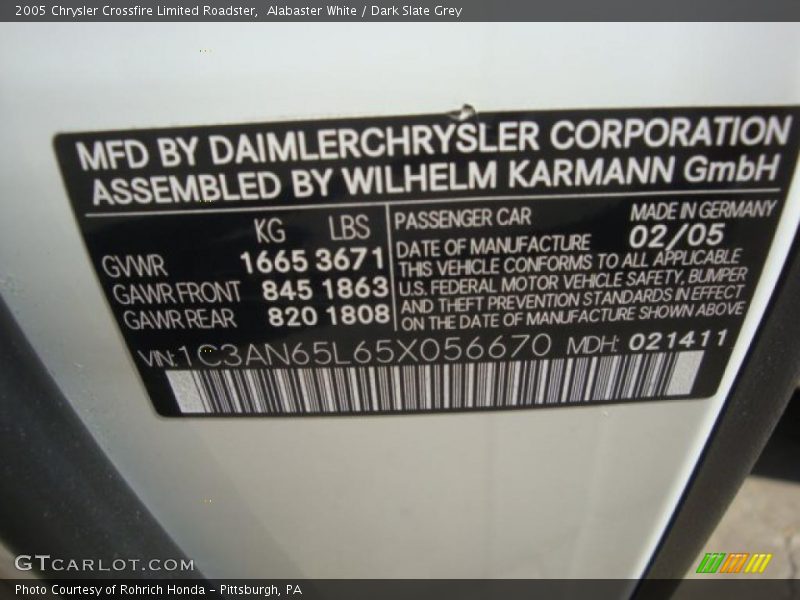 2005 Chrysler Crossfire Limited Roadster,  Alabaster White / Dark Slate Grey
MFD BY DAIMLERCHRYSLER CORPORATION
ASSEMBLED BY WILHELM KARMANN GmbH
KG LBS
GVWR 1665 3671
GAWR FRONT 845 1863
GAWR REAR 820 1808
PASSENGER CAR MADE IN GERMANY
DATE OF MANUFACTURE 02/05
THIS VEHICLE CONFORMS TO ALL APPLICABLE
U.S. FEDERAL MOTOR VEHICLE SAFETY, BUMPER
AND THEFT PREVENTION STANDARDS IN EFFECT
ON THE DATE OF MANUFACTURE SHOWN ABOVE
VIN: 1C3AN65L65X056670 MDH: 021411
GTCARLOT.COM
Photo Courtesy of Rohrich Honda - Pittsburgh, PA